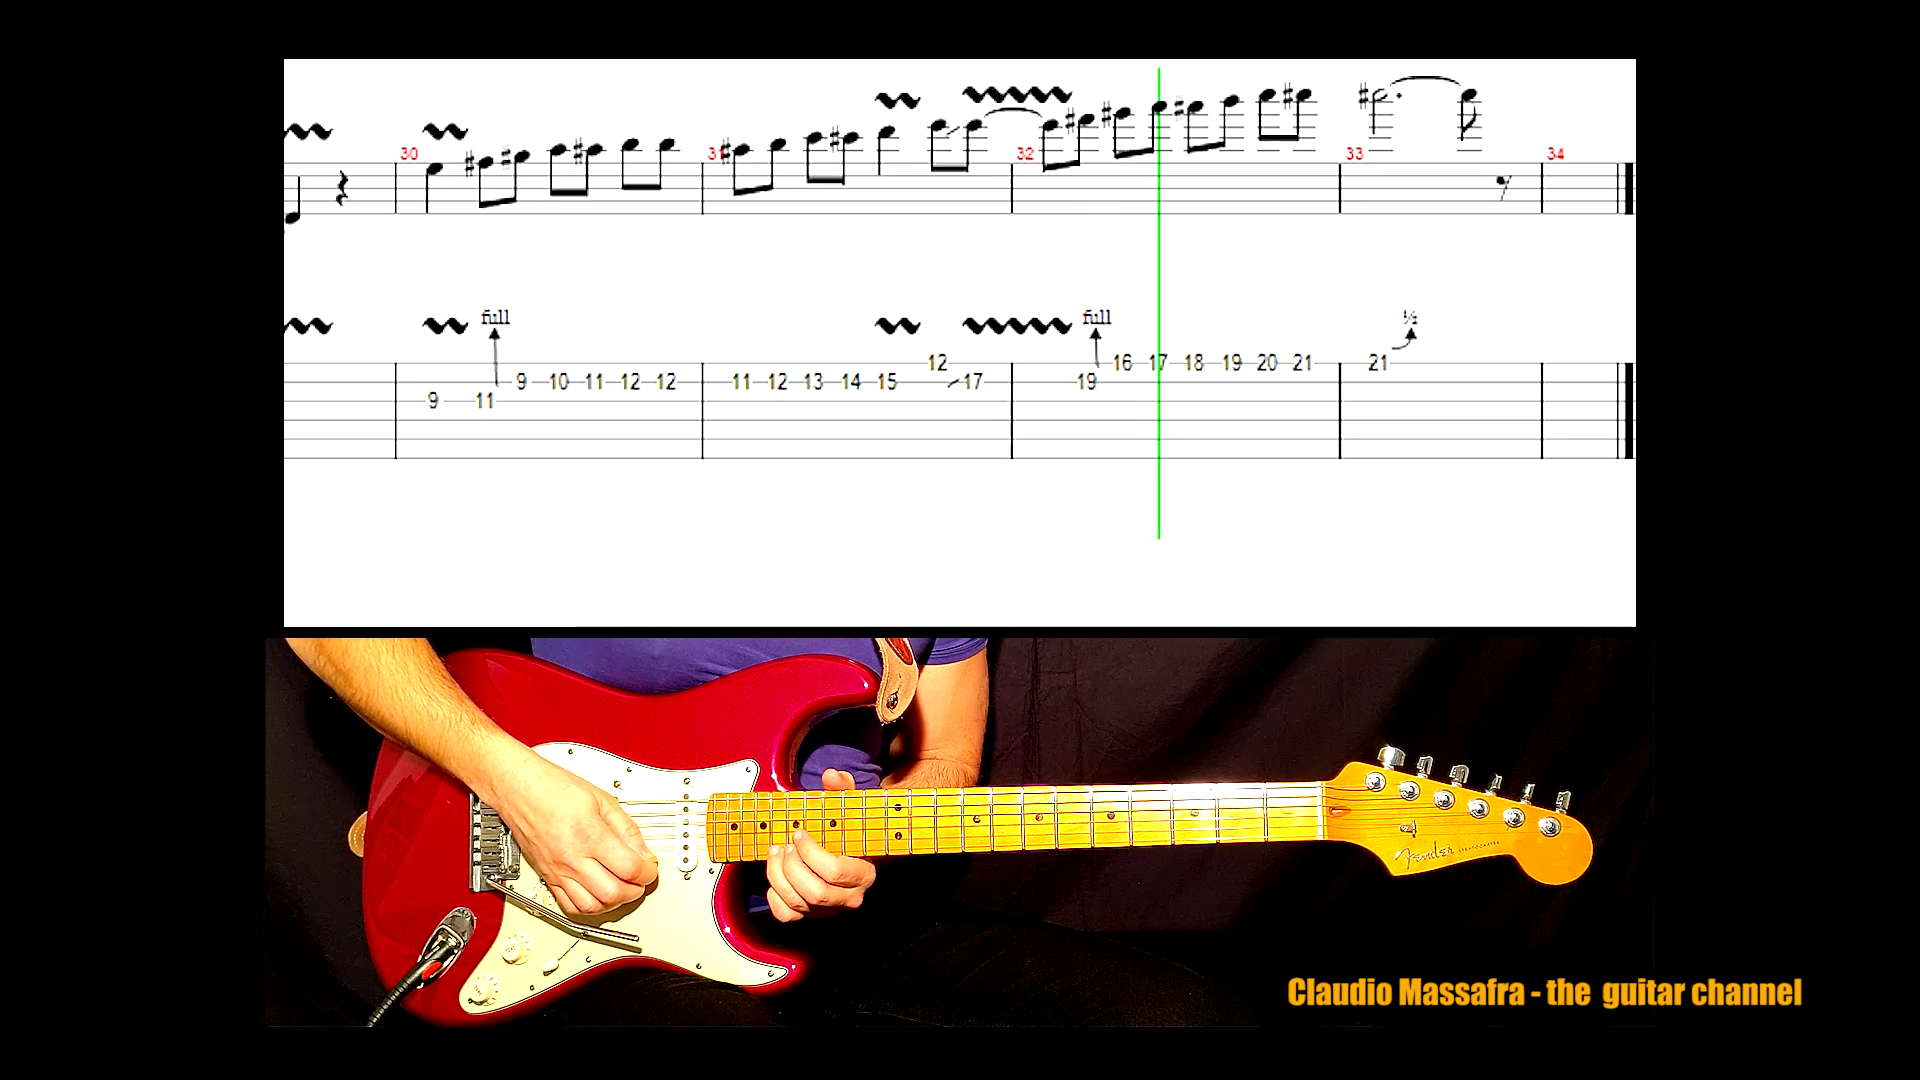 30 31 32 33 34
full full ½
12 16 17 18 19 20 21 21
9 10 11 12 12 11 12 13 14 15 17 19
9 11
Fender
Claudio Massafra - the guitar channel